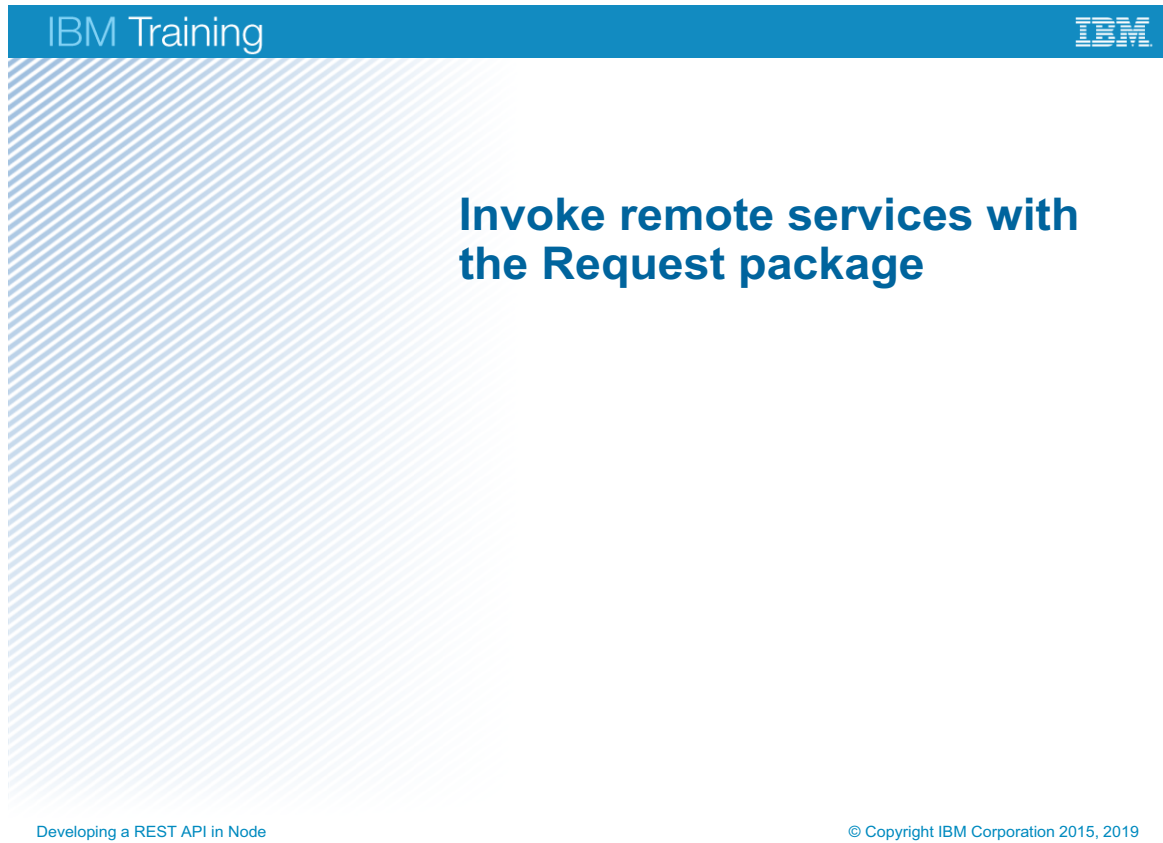 IBM Training
IBM
Invoke remote services with
the Request package
Developing a REST API in Node
© Copyright IBM Corporation 2015, 2019